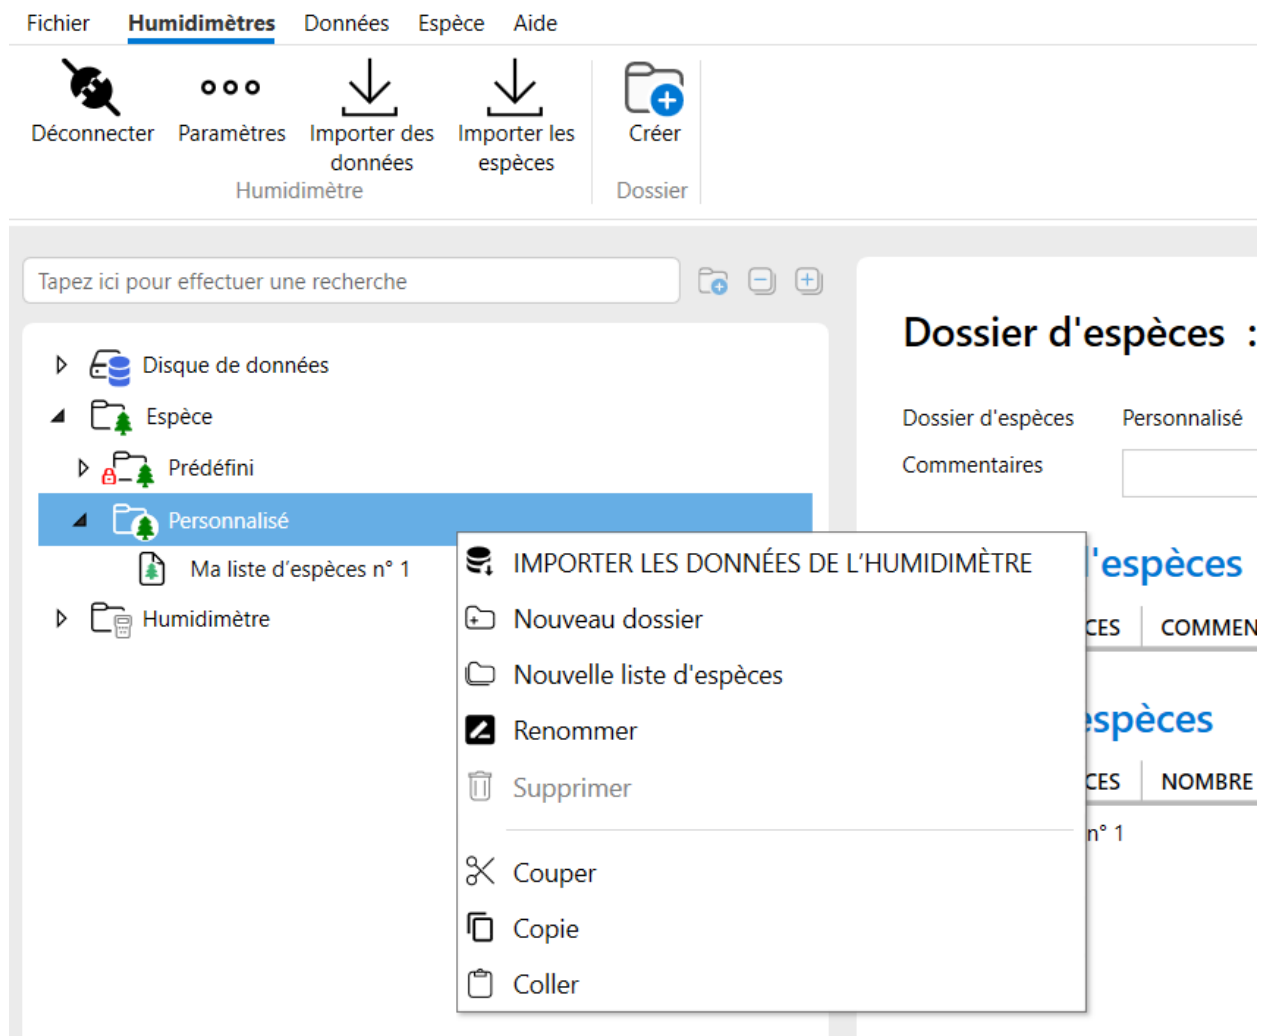 Fichier Humidimètres Données Espèce Aide
Déconnecter Paramètres Importer des données Importer les espèces Créer
Humidimètre Dossier
Tapez ici pour effectuer une recherche
Disque de données
Espèce
Prédéfini
Personnalisé
Ma liste d’espèces n° 1
Humidimètre
IMPORTER LES DONNÉES DE L’HUMIDIMÈTRE
Nouveau dossier
Nouvelle liste d'espèces
Renommer
Supprimer
Couper
Copie
Coller
Dossier d'espèces :
Dossier d'espèces Personnalisé
Commentaires
'espèces
CES COMMEN
espèces
CES NOMBRE
n° 1